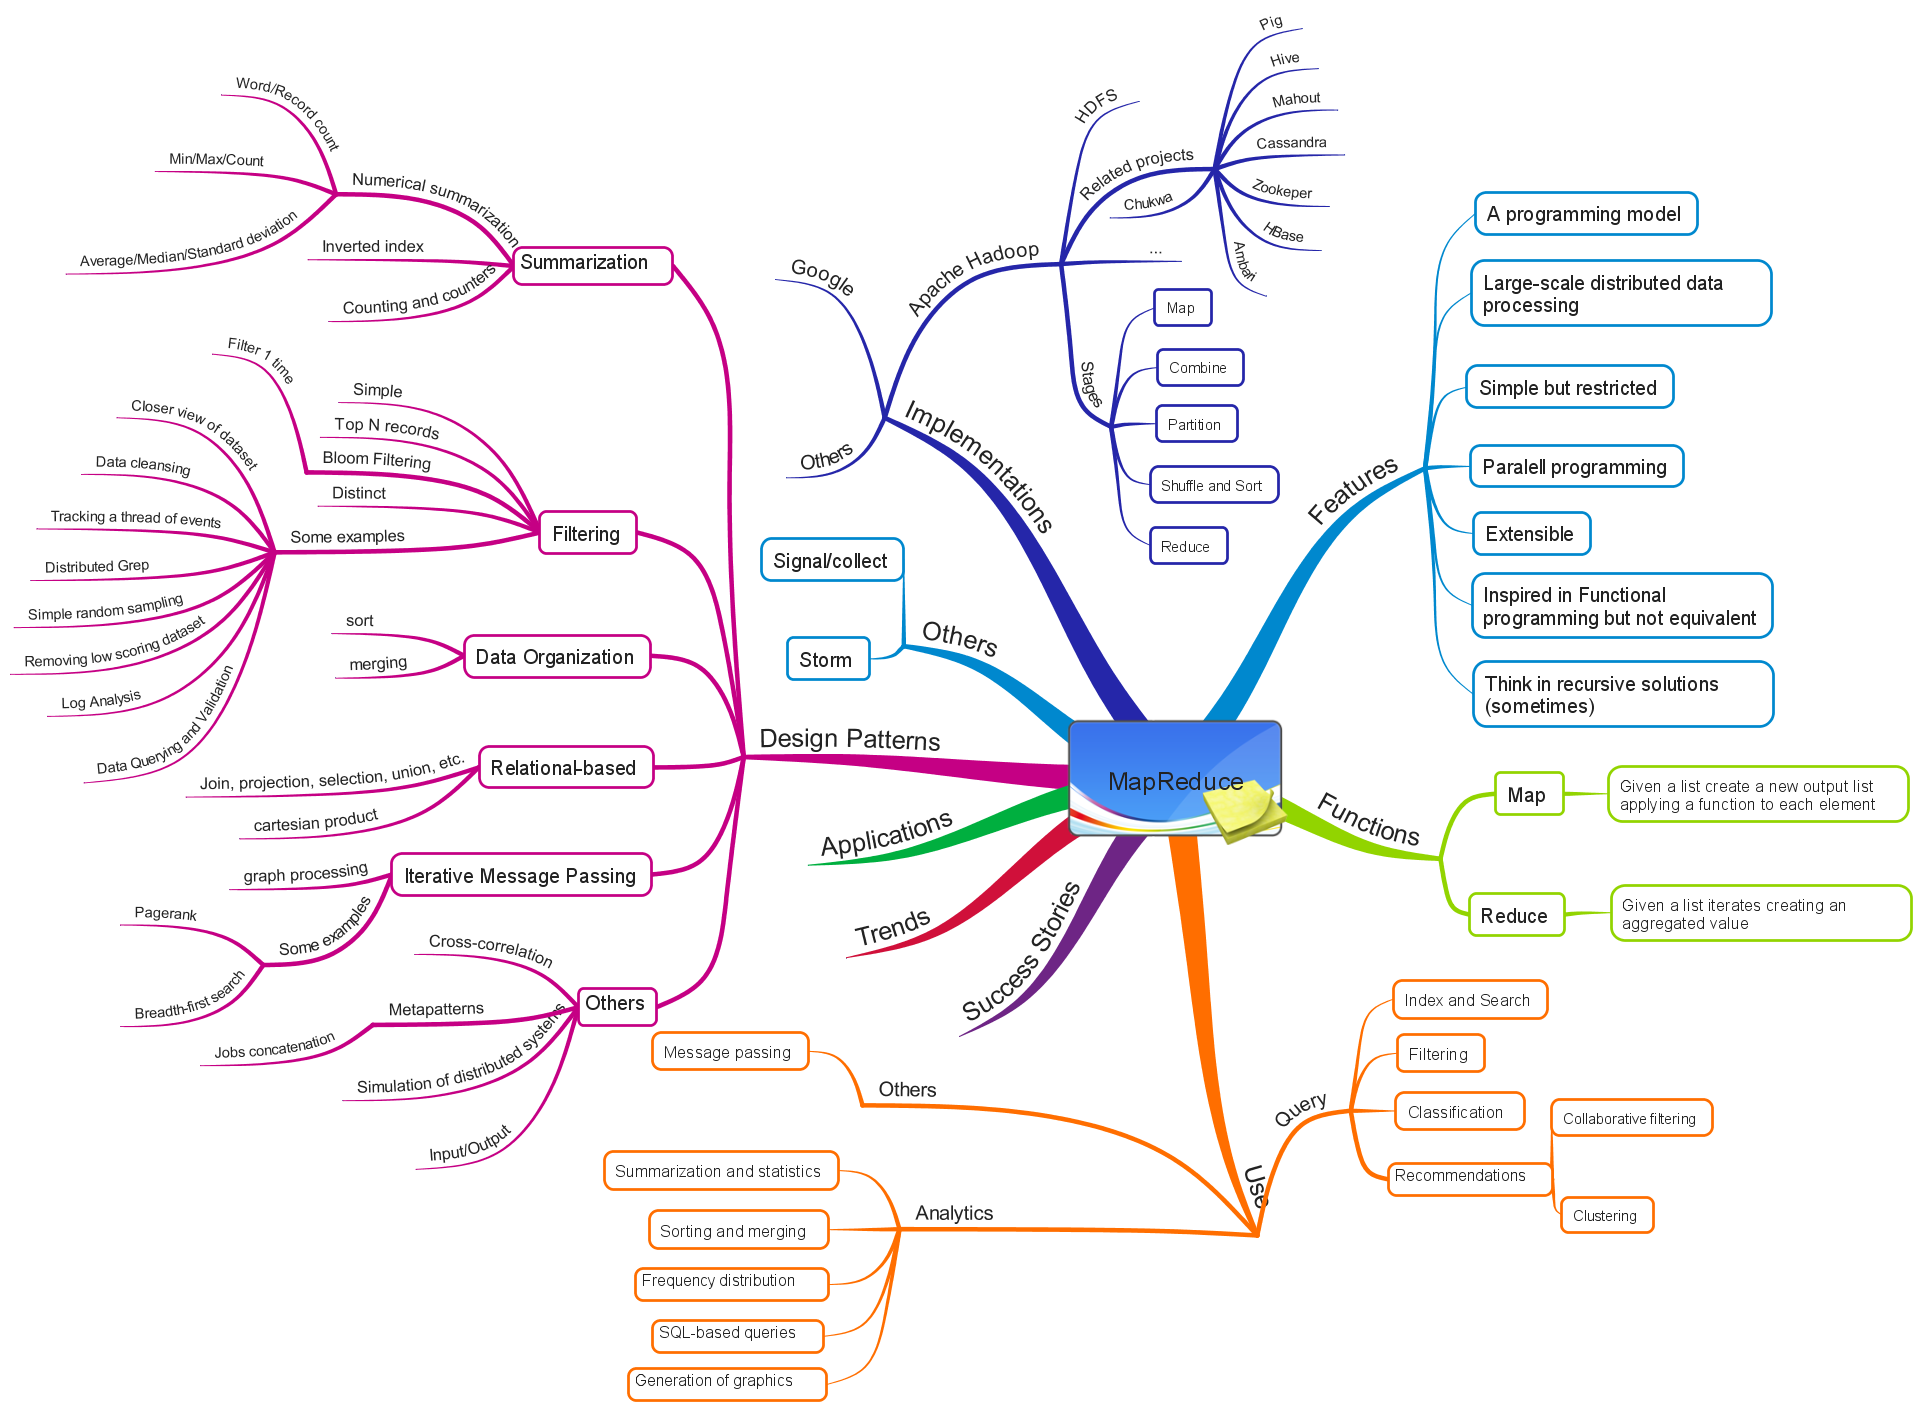 MapReduce
Features
A programming model
Large-scale distributed data
processing
Simple but restricted
Paralell programming
Extensible
Inspired in Functional
programming but not equivalent
Think in recursive solutions
(sometimes)
Functions
Map
Given a list create a new output list
applying a function to each element
Reduce
Given a list iterates creating an
aggregated value
Use
Query
Index and Search
Filtering
Classification
Recommendations
Collaborative filtering
Clustering
Others
Message passing
Analytics
Summarization and statistics
Sorting and merging
Frequency distribution
SQL-based queries
Generation of graphics
Success Stories
Trends
Applications
Design Patterns
Summarization
Numerical summarization
Word/Record count
Min/Max/Count
Average/Median/Standard deviation
Inverted index
Counting and counters
Filtering
Simple
Top N records
Bloom Filtering
Filter 1 time
Distinct
Some examples
Closer view of dataset
Data cleansing
Tracking a thread of events
Distributed Grep
Simple random sampling
Removing low scoring dataset
Log Analysis
Data Querying and Validation
Data Organization
sort
merging
Relational-based
Join, projection, selection, union, etc.
cartesian product
Iterative Message Passing
graph processing
Some examples
Pagerank
Breadth-first search
Others
Cross-correlation
Metapatterns
Jobs concatenation
Simulation of distributed systems
Input/Output
Others
Signal/collect
Storm
Implementations
Google
Apache Hadoop
HDFS
Related projects
Pig
Hive
Mahout
Cassandra
Zookeper
HBase
Ambari
Chukwa
...
Stages
Map
Combine
Partition
Shuffle and Sort
Reduce
Others